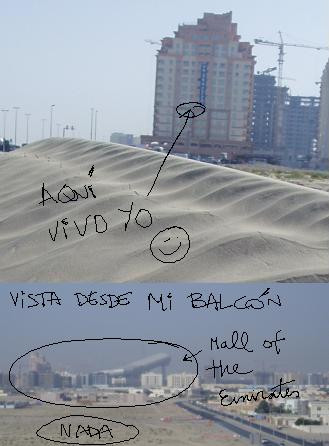 AQUÍ
VIVO YO
VISTA DESDE MI BALCÓN
Mall of
the
Emirates
NADA